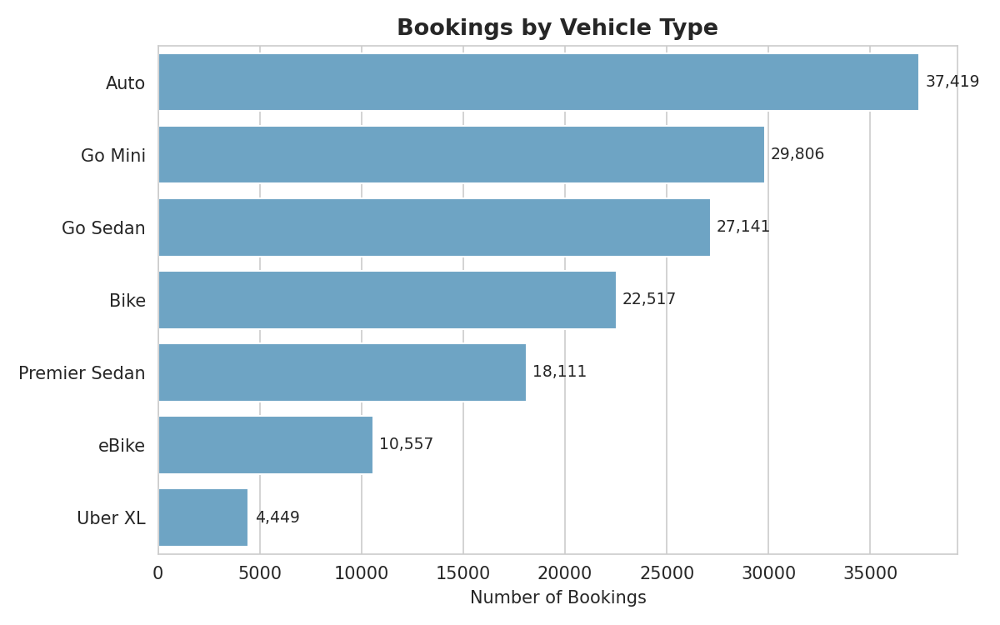 Bookings by Vehicle Type
Auto 37,419
Go Mini 29,806
Go Sedan 27,141
Bike 22,517
Premier Sedan 18,111
eBike 10,557
Uber XL 4,449
0 5000 10000 15000 20000 25000 30000 35000
Number of Bookings